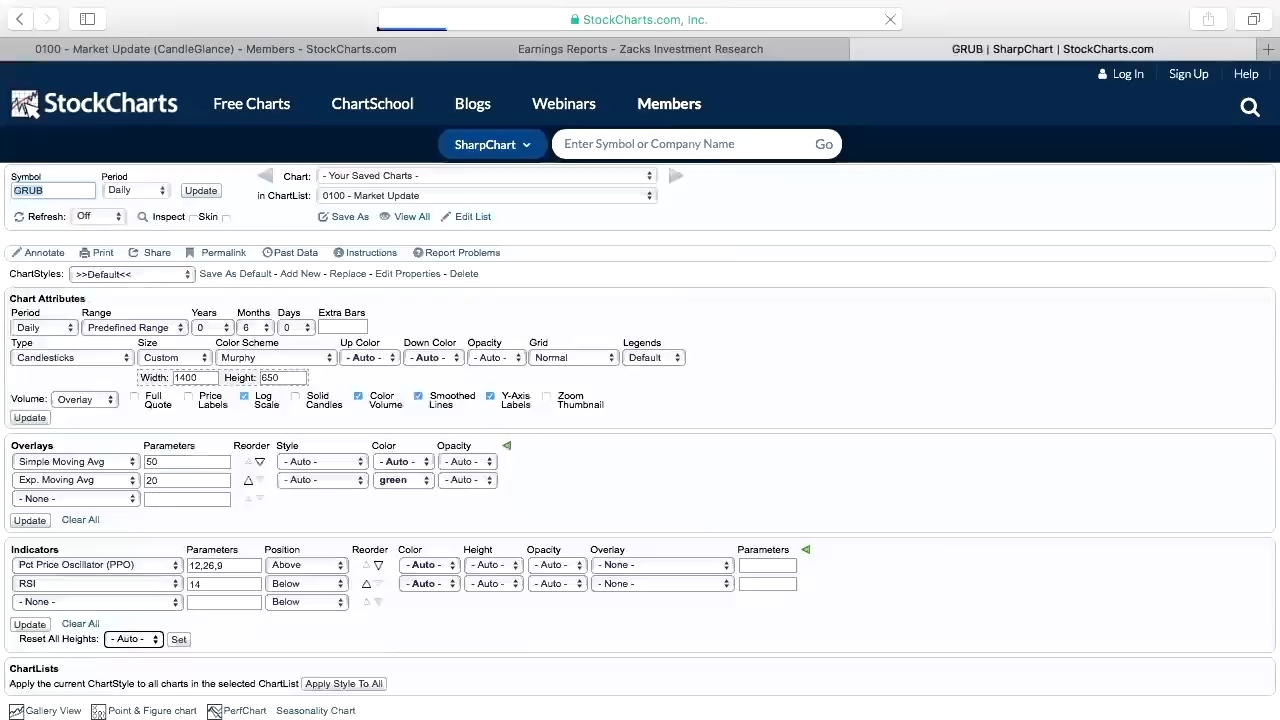 StockCharts.com, Inc.
0100 - Market Update (CandleGlance) - Members - StockCharts.com
Earnings Reports - Zacks Investment Research
GRUB | SharpChart | StockCharts.com
Log In
Sign Up
Help
StockCharts
Free Charts
ChartSchool
Blogs
Webinars
Members
SharpChart
Enter Symbol or Company Name
Go
Symbol
Period
Chart:
- Your Saved Charts -
GRUB
Daily
Update
in ChartList:
0100 - Market Update
Refresh:
Off
Inspect
Skin
Save As
View All
Edit List
Annotate
Print
Share
Permalink
Past Data
Instructions
Report Problems
ChartStyles:
>>Default<<
Save As Default - Add New - Replace - Edit Properties - Delete
Chart Attributes
Period
Range
Years
Months
Days
Extra Bars
Daily
Predefined Range
0
6
0
Type
Size
Color Scheme
Up Color
Down Color
Opacity
Grid
Legends
Candlesticks
Custom
Murphy
- Auto -
- Auto -
- Auto -
Normal
Default
Width:
1400
Height:
650
Volume:
Overlay
Full Quote
Price Labels
Log Scale
Solid Candles
Color Volume
Smoothed Lines
Y-Axis Labels
Zoom Thumbnail
Update
Overlays
Parameters
Reorder
Style
Color
Opacity
Simple Moving Avg
50
- Auto -
- Auto -
- Auto -
Exp. Moving Avg
20
- Auto -
green
- Auto -
- None -
Update
Clear All
Indicators
Parameters
Position
Reorder
Color
Height
Opacity
Overlay
Parameters
Pct Price Oscillator (PPO)
12,26,9
Above
- Auto -
- Auto -
- Auto -
- None -
RSI
14
Below
- Auto -
- Auto -
- Auto -
- None -
- None -
Below
Update
Clear All
Reset All Heights:
- Auto -
Set
ChartLists
Apply the current ChartStyle to all charts in the selected ChartList
Apply Style To All
Gallery View
Point & Figure chart
PerfChart
Seasonality Chart